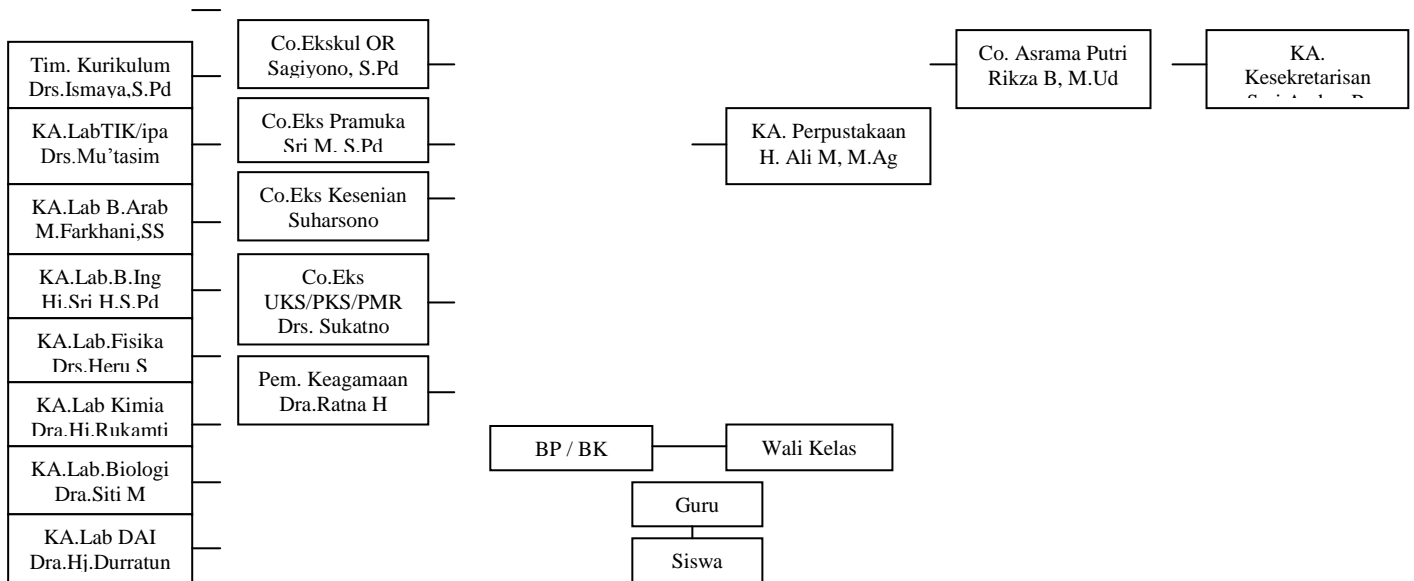 Tim. Kurikulum
Drs.Ismaya,S.Pd
KA.LabTIK/ipa
Drs.Mu’tasim
KA.Lab B.Arab
M.Farkhani,SS
KA.Lab.B.Ing
Hj.Sri H.S.Pd
KA.Lab.Fisika
Drs.Heru S
KA.Lab Kimia
Dra.Hj.Rukamti
KA.Lab.Biologi
Dra.Siti M
KA.Lab DAI
Dra.Hj.Durratun
Co.Ekskul OR
Sagiyono, S.Pd
Co.Eks Pramuka
Sri M, S.Pd
Co.Eks Kesenian
Suharsono
Co.Eks
UKS/PKS/PMR
Drs. Sukatno
Pem. Keagamaan
Dra.Ratna H
BP / BK
Wali Kelas
Guru
Siswa
KA. Perpustakaan
H. Ali M, M.Ag
Co. Asrama Putri
Rikza B, M.Ud
KA.
Kesekretarisan